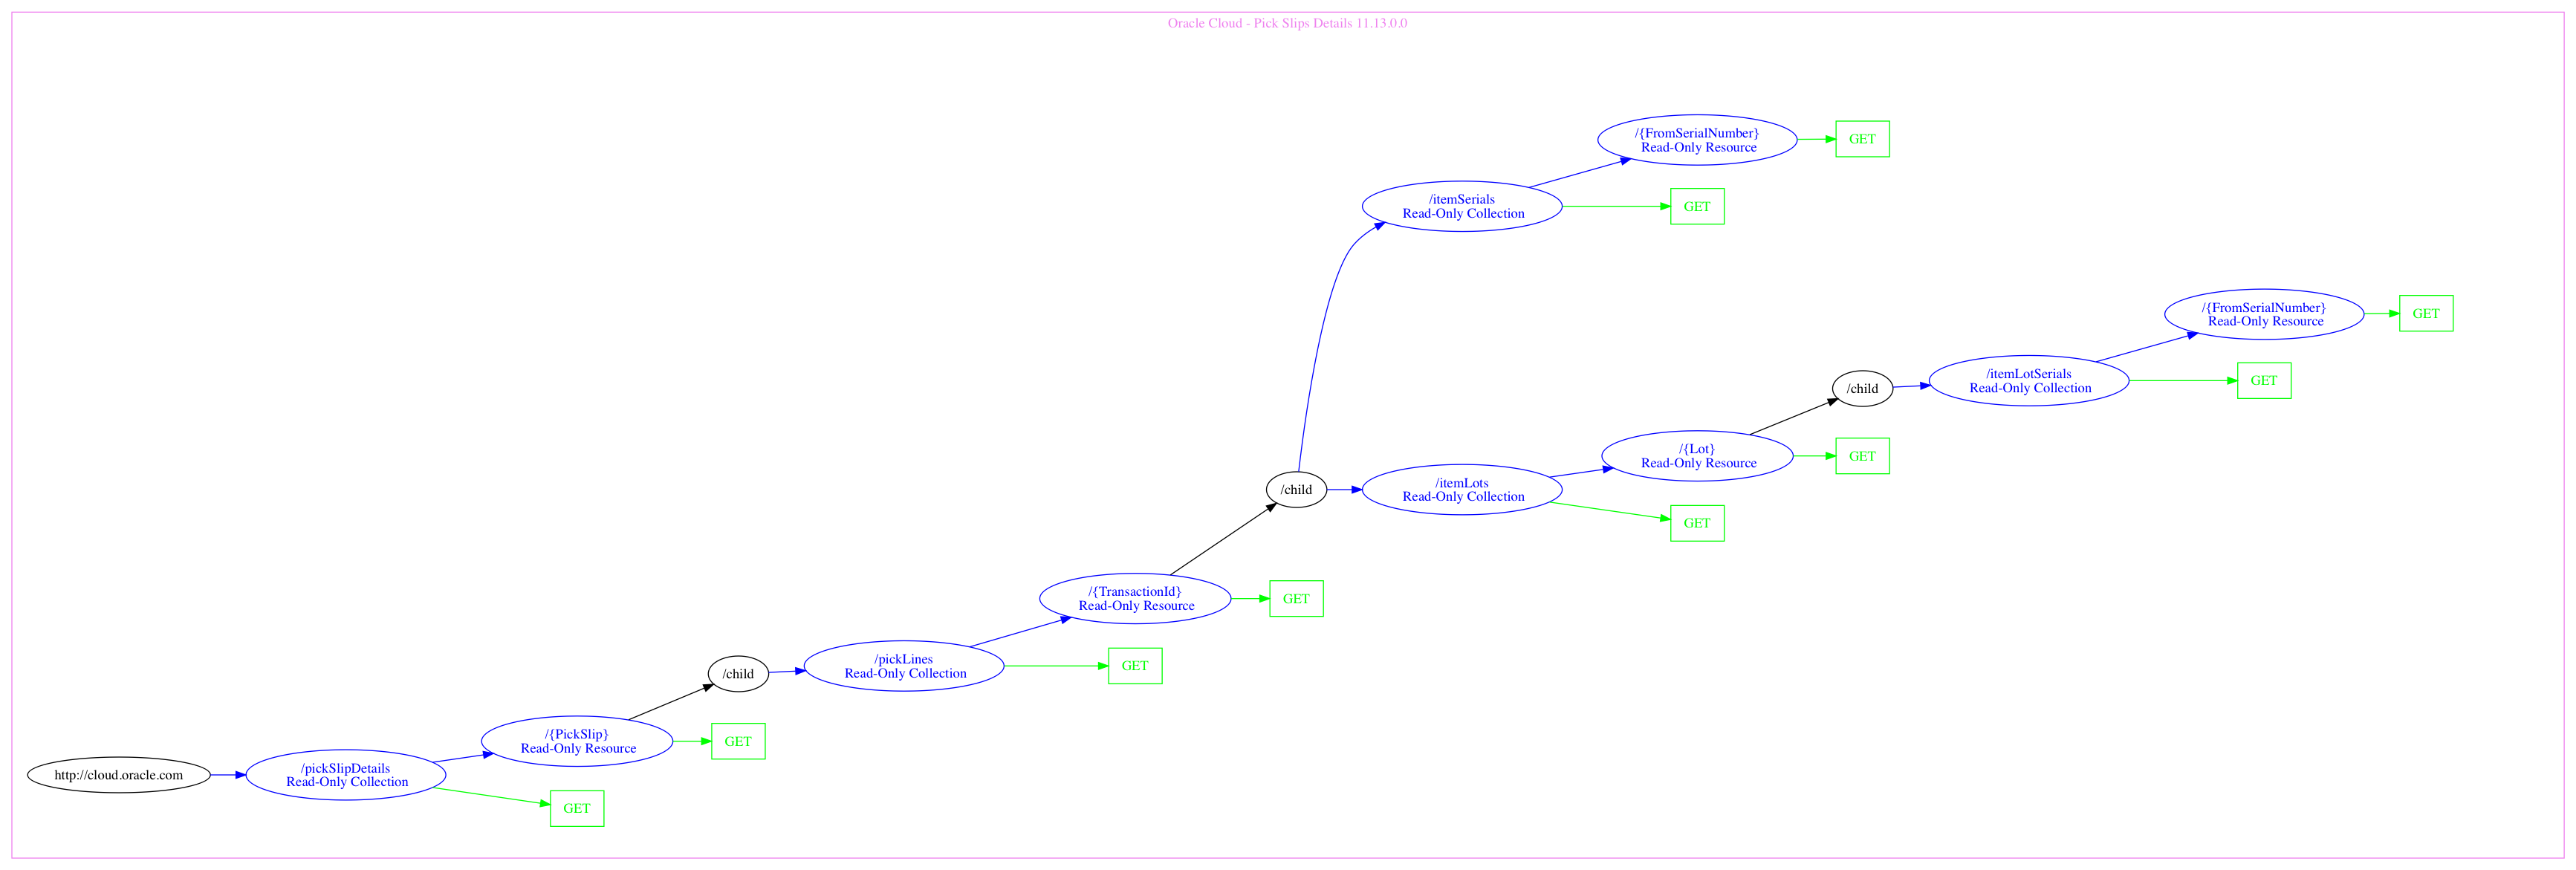 Oracle Cloud - Pick Slips Details 11.13.0.0
/{FromSerialNumber}
Read-Only Resource
GET
/itemSerials
Read-Only Collection
GET
/{FromSerialNumber}
Read-Only Resource
GET
/child
/itemLotSerials
Read-Only Collection
GET
/{Lot}
Read-Only Resource
GET
/child
/itemLots
Read-Only Collection
GET
/{TransactionId}
Read-Only Resource
GET
/child
/pickLines
Read-Only Collection
GET
/{PickSlip}
Read-Only Resource
GET
http://cloud.oracle.com
/pickSlipDetails
Read-Only Collection
GET